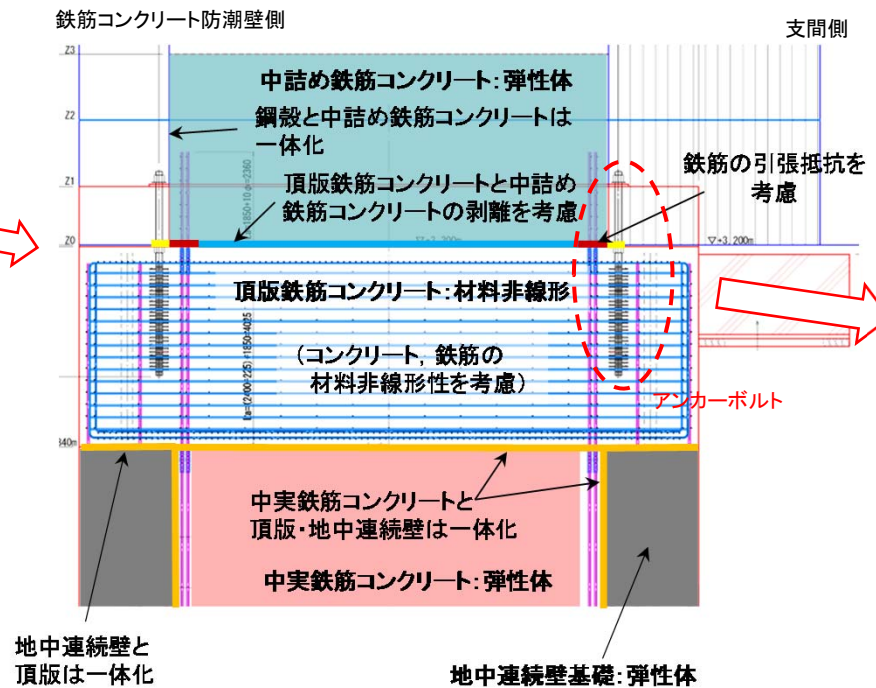 鉄筋コンクリート防潮壁側
支間側
Z3
中詰め鉄筋コンクリート:弾性体
Z2
鋼殻と中詰め鉄筋コンクリートは
一体化
鉄筋の引張抵抗を
考慮
Z1
頂版鉄筋コンクリートと中詰め
鉄筋コンクリートの剥離を考慮
Z0
▽+3,200m
▽+3,200m
頂版鉄筋コンクリート:材料非線形
(コンクリート, 鉄筋の
材料非線形性を考慮)
アンカーボルト
中実鉄筋コンクリートと
頂版・地中連続壁は一体化
中実鉄筋コンクリート:弾性体
地中連続壁と
頂版は一体化
地中連続壁基礎:弾性体